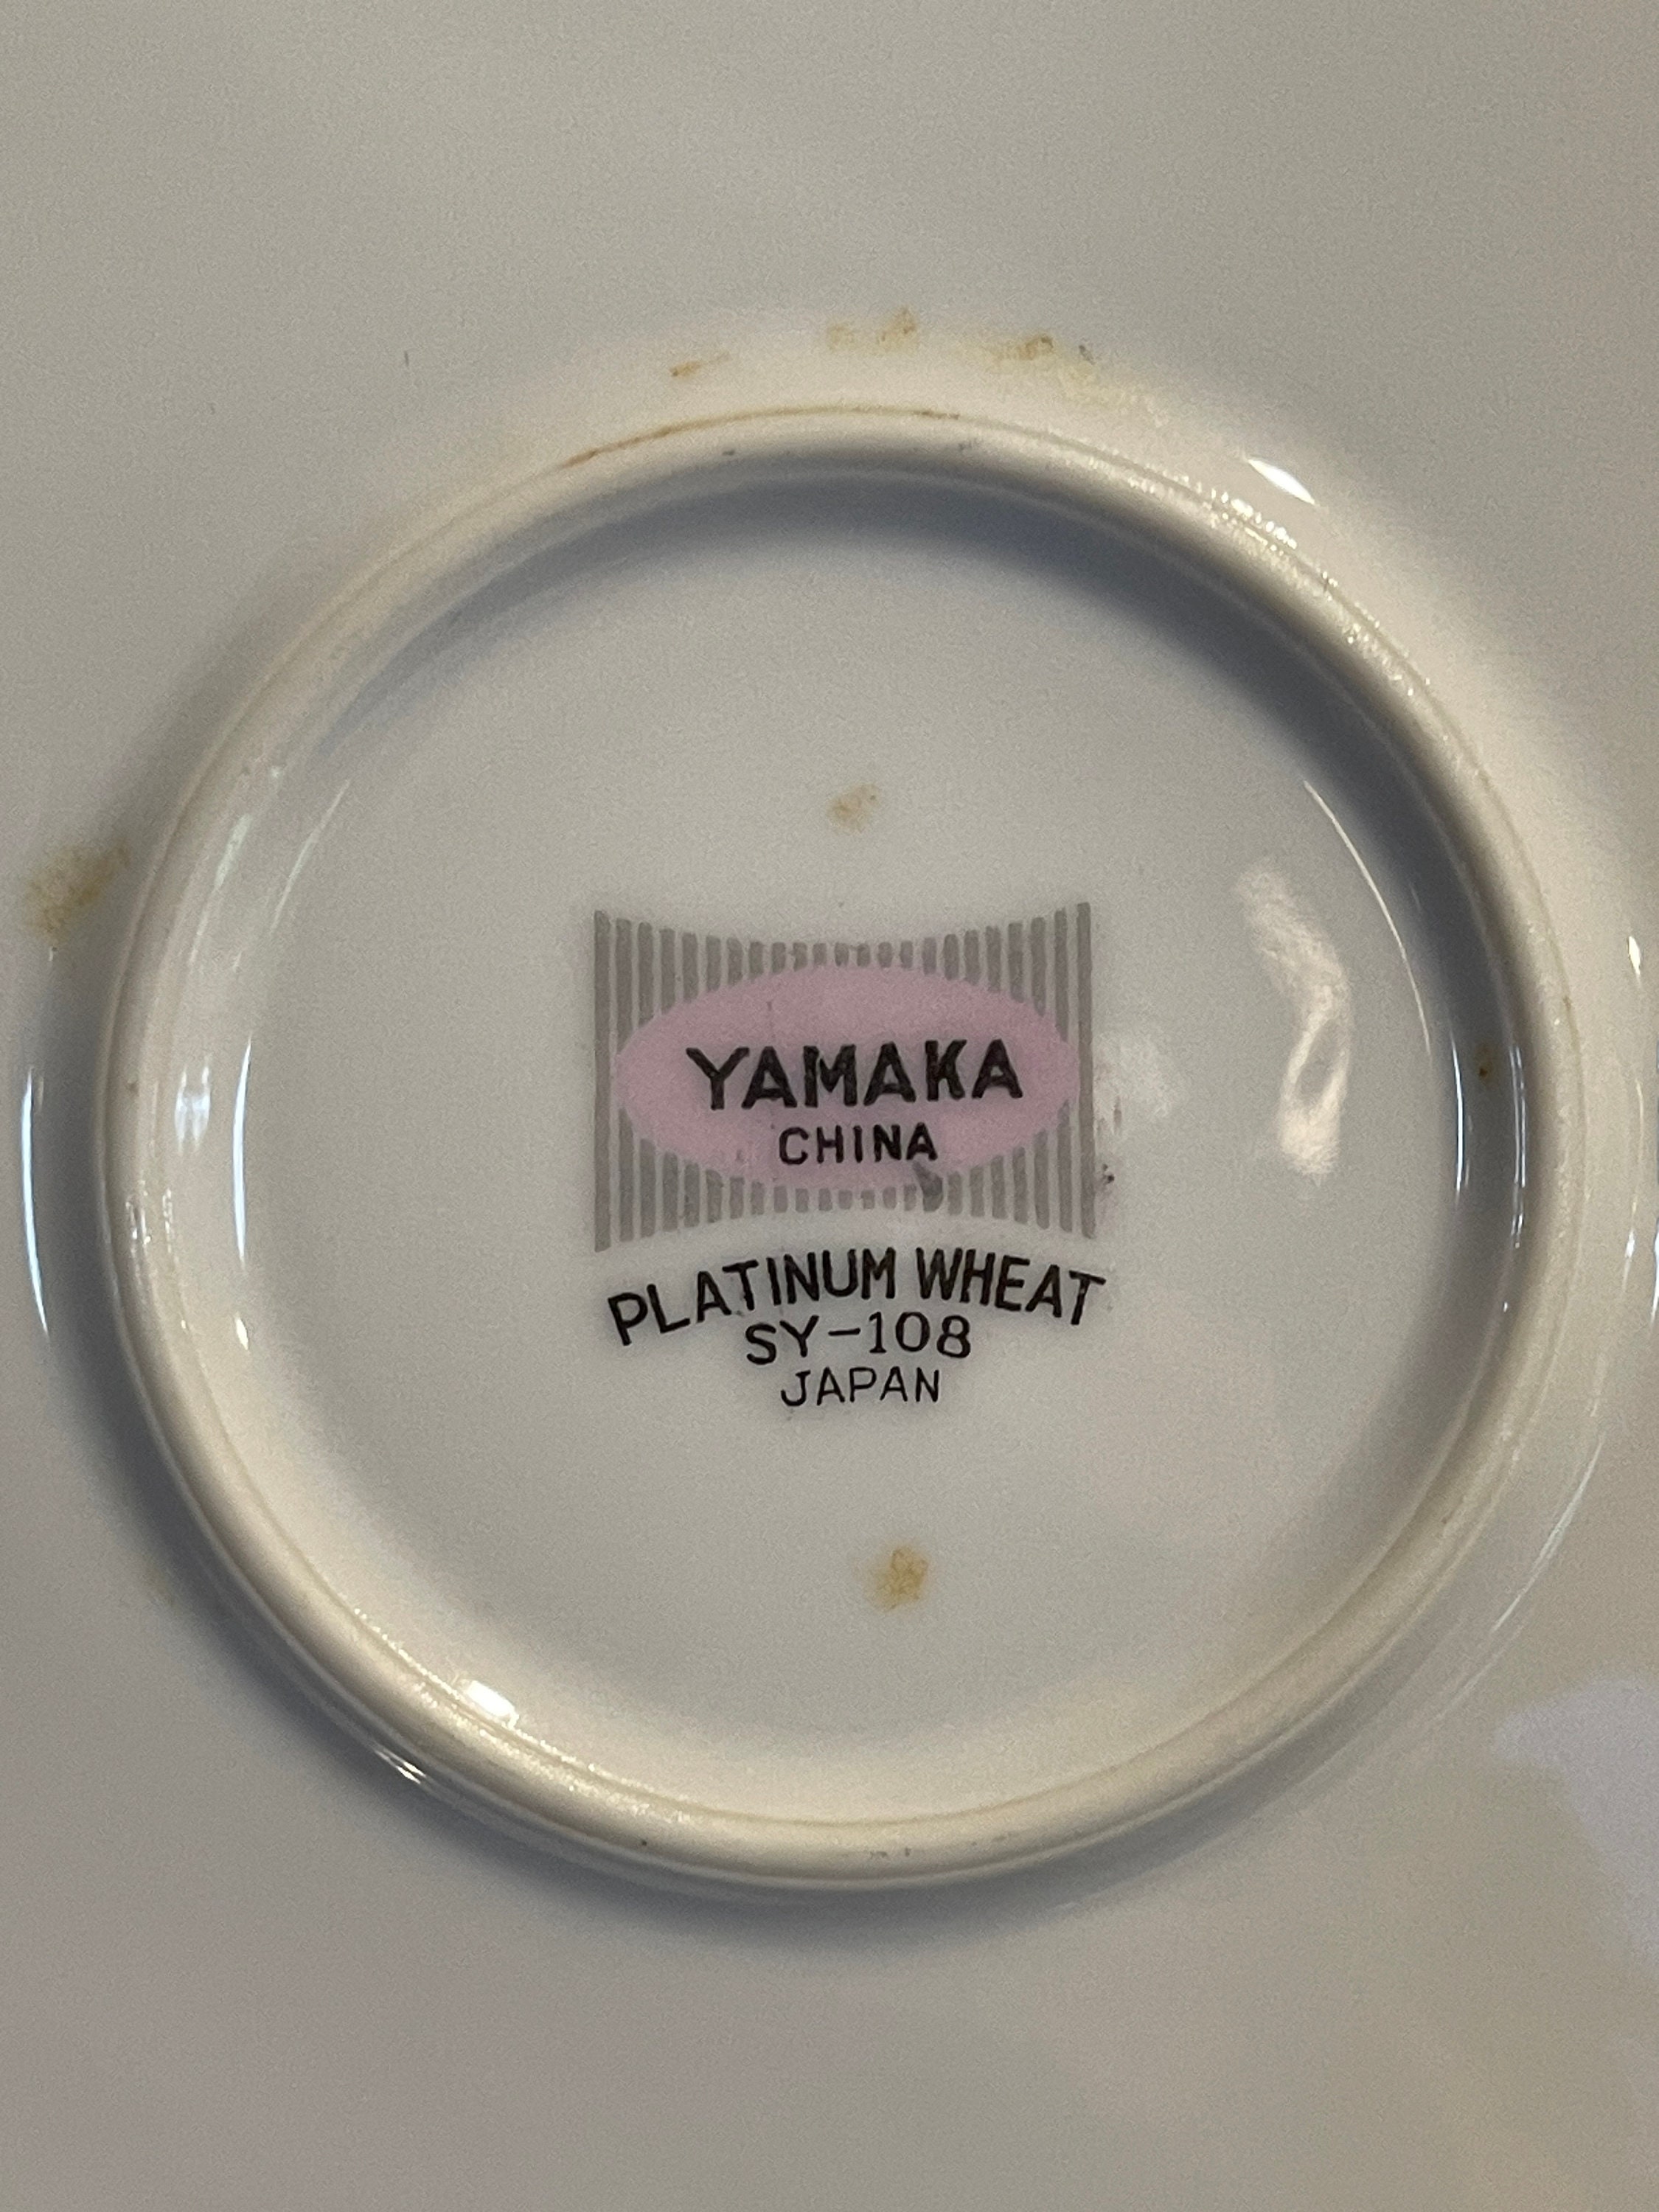 YAMAKA
CHINA
PLATINUM WHEAT
SY-108
JAPAN